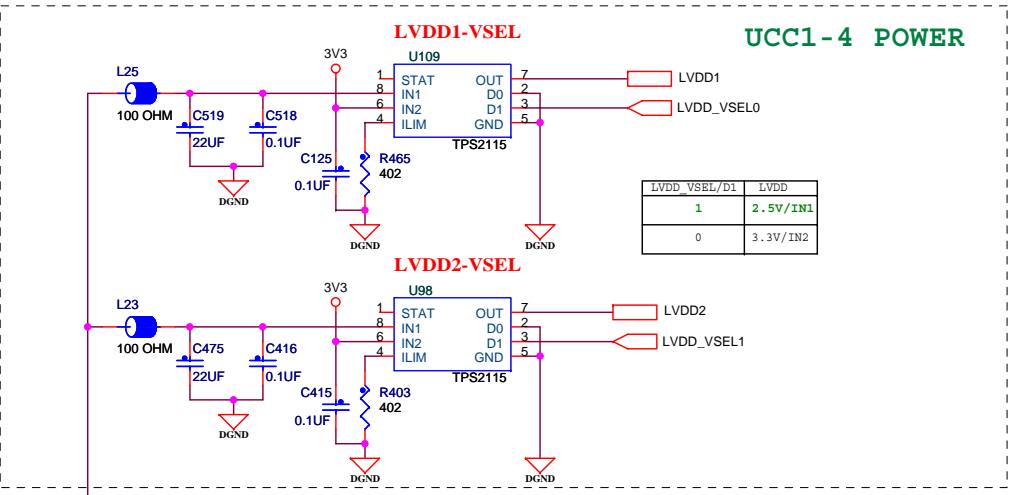 UCC1-4 POWER
LVDD1-VSEL
3V3
U109
L25
100 OHM
C519
22UF
C518
0.1UF
DGND
C125
0.1UF
R465
402
DGND
1 STAT OUT 7
8 IN1 D0 2
6 IN2 D1 3
4 ILIM GND 5
TPS2115
LVDD1
LVDD_VSEL0
DGND
LVDD_VSEL/D1 LVDD
1 2.5V/IN1
0 3.3V/IN2
LVDD2-VSEL
3V3
U98
L23
100 OHM
C475
22UF
C416
0.1UF
DGND
C415
0.1UF
R403
402
DGND
1 STAT OUT 7
8 IN1 D0 2
6 IN2 D1 3
4 ILIM GND 5
TPS2115
LVDD2
LVDD_VSEL1
DGND